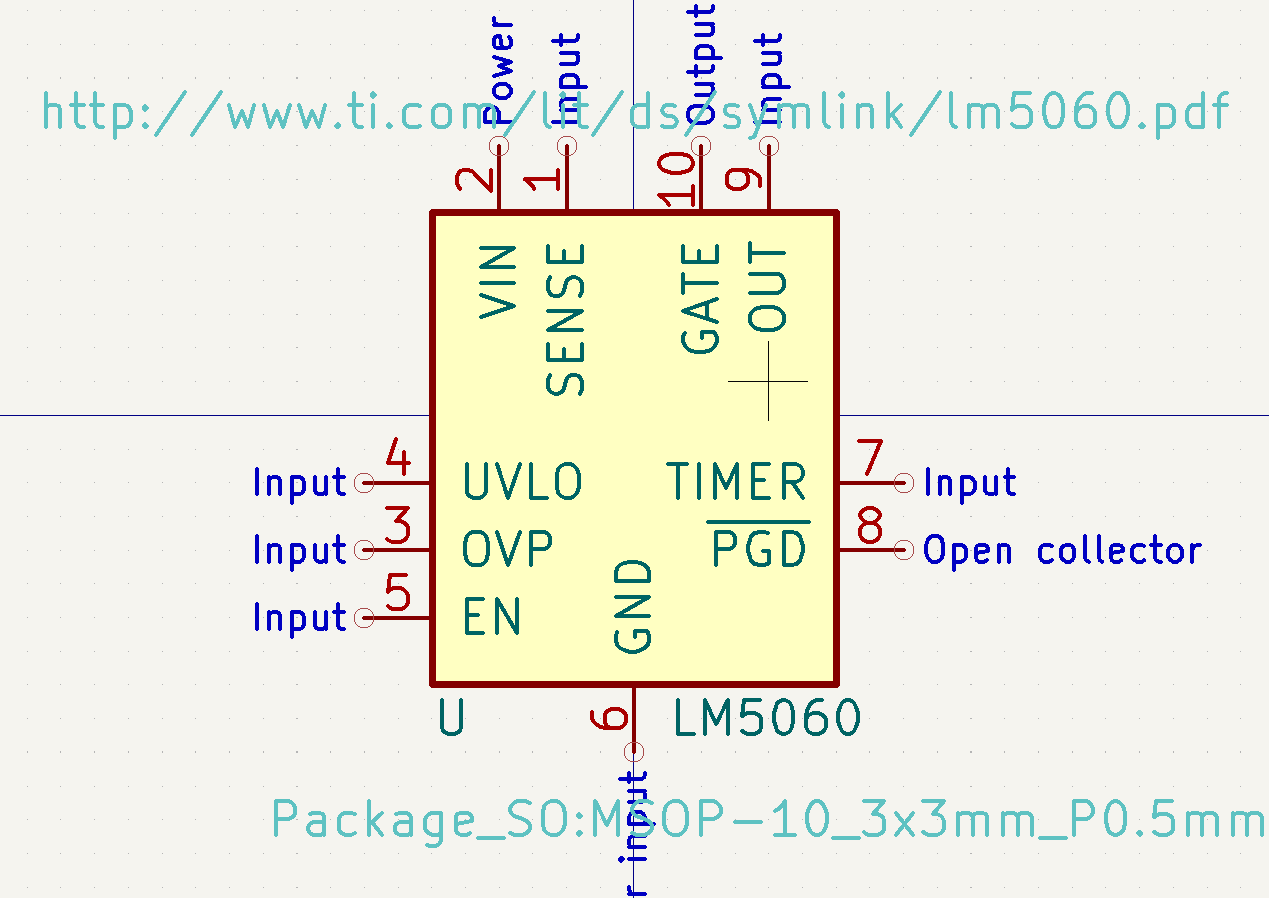 Power
Input
Output
Input
http://www.ti.com/lit/ds/symlink/lm5060.pdf
2
1
10
9
VIN
SENSE
GATE
OUT
Input 4 UVLO
TIMER 7 Input
Input 3 OVP
PGD 8 Open collector
Input 5 EN
GND
U
6
LM5060
r input
Package_SO:MSOP-10_3x3mm_P0.5mm